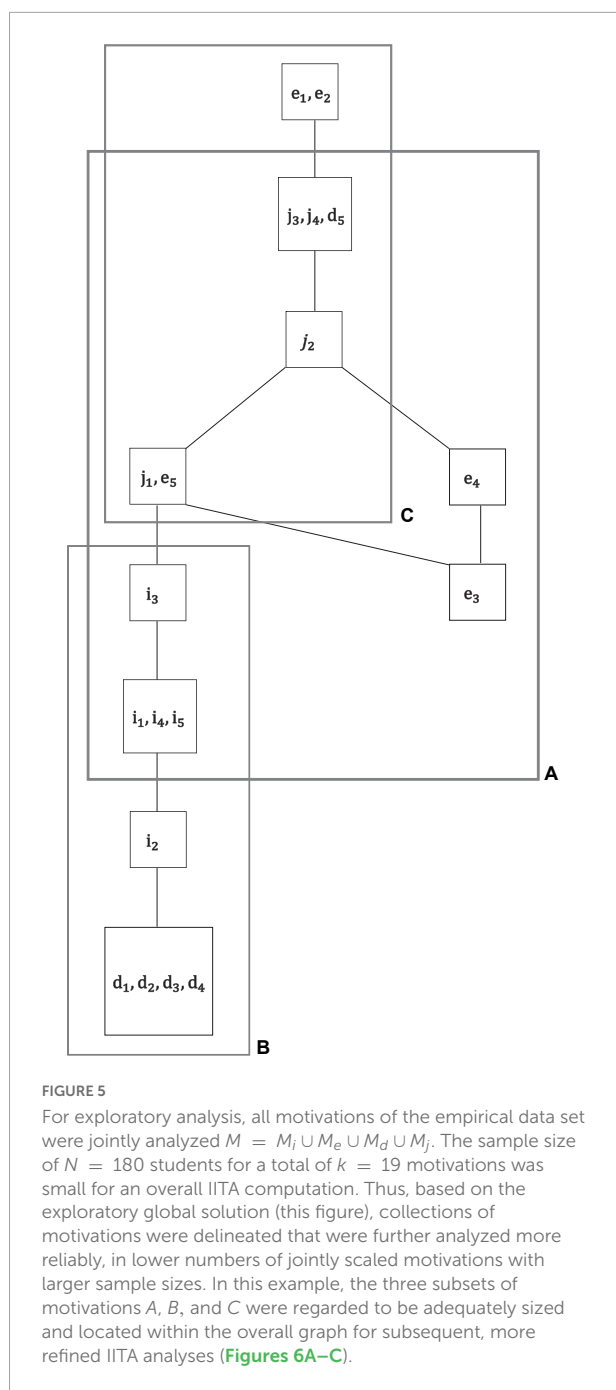 e₁, e₂
j₃, j₄, d₅
j₂
j₁, e₅
e₄
C
i₃
e₃
i₁, i₄, i₅
A
i₂
d₁, d₂, d₃, d₄
B
FIGURE 5
For exploratory analysis, all motivations of the empirical data set
were jointly analyzed M = Mᵢ ∪ Mₑ ∪ M_d ∪ Mⱼ. The sample size
of N = 180 students for a total of k = 19 motivations was
small for an overall IITA computation. Thus, based on the
exploratory global solution (this figure), collections of
motivations were delineated that were further analyzed more
reliably, in lower numbers of jointly scaled motivations with
larger sample sizes. In this example, the three subsets of
motivations A, B, and C were regarded to be adequately sized
and located within the overall graph for subsequent, more
refined IITA analyses (Figures 6A–C).